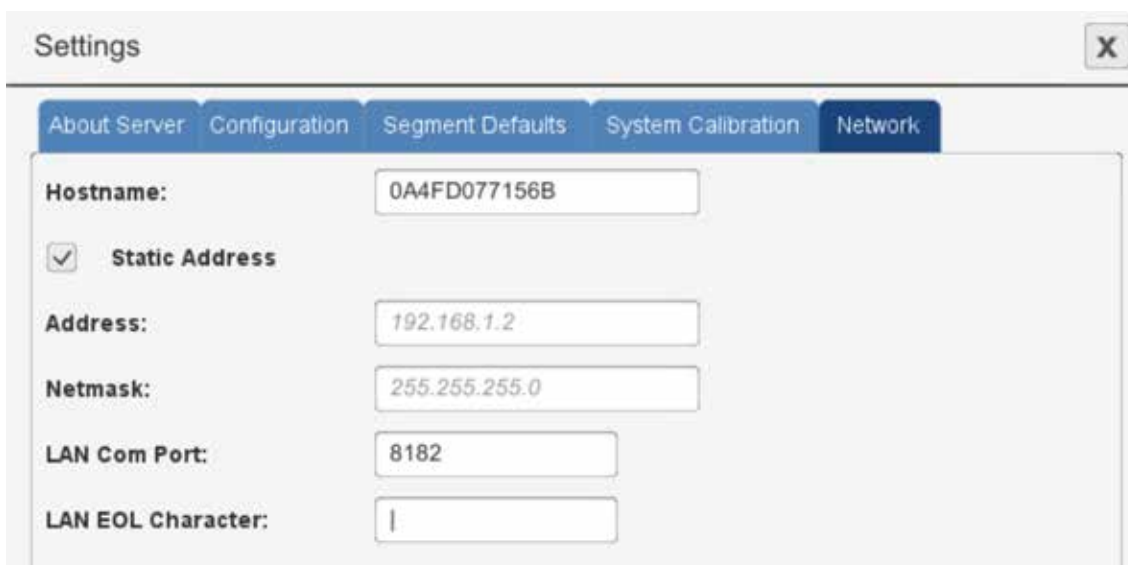 Settings
X
About Server Configuration Segment Defaults System Calibration Network
Hostname: 0A4FD077156B
Static Address
Address: 192.168.1.2
Netmask: 255.255.255.0
LAN Com Port: 8182
LAN EOL Character: |